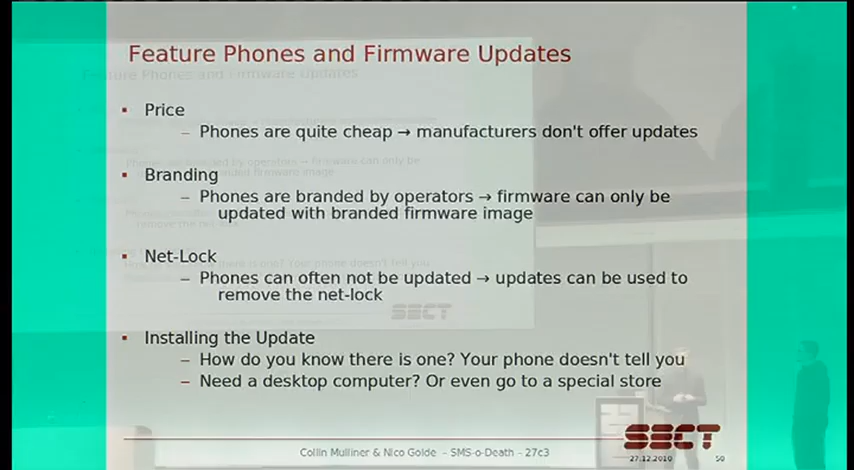 Feature Phones and Firmware Updates
▪ Price
– Phones are quite cheap → manufacturers don't offer updates
▪ Branding
– Phones are branded by operators → firmware can only be
updated with branded firmware image
▪ Net-Lock
– Phones can often not be updated → updates can be used to
remove the net-lock
▪ Installing the Update
– How do you know there is one? Your phone doesn't tell you
– Need a desktop computer? Or even go to a special store
SECT
Collin Mulliner & Nico Golde – SMS-o-Death – 27c3
27.12.2010 50